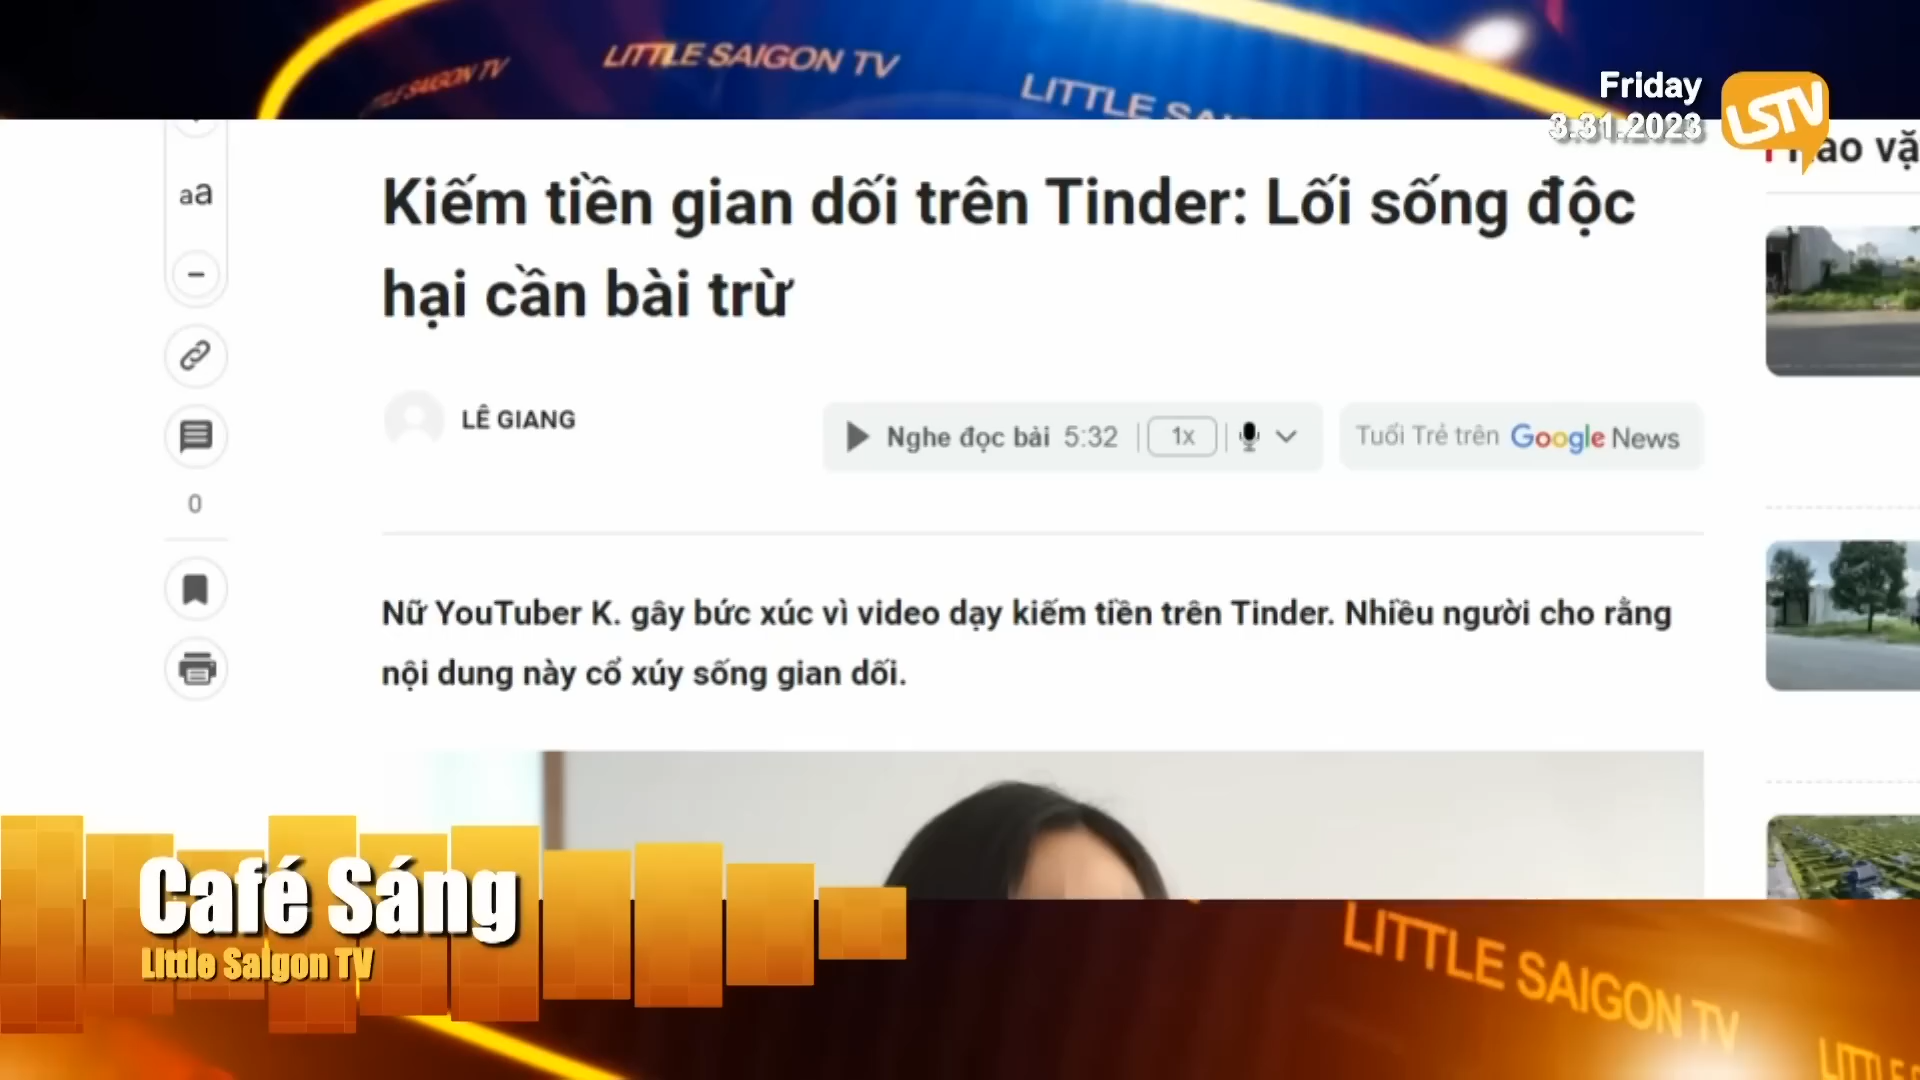 LITTLE SAIGON TV
LITTLE SAIGON TV
LITTLE
Friday
3.31.2023
LSTV
aa
Kiếm tiền gian dối trên Tinder: Lối sống độc
hại cần bài trừ
LÊ GIANG
Nghe đọc bài 5:32 1x
Tuổi Trẻ trên Google News
0
Nữ YouTuber K. gây bức xúc vì video dạy kiếm tiền trên Tinder. Nhiều người cho rằng
nội dung này cổ xúy sống gian dối.
Café Sáng
Little Saigon TV
LITTLE SAIGON TV